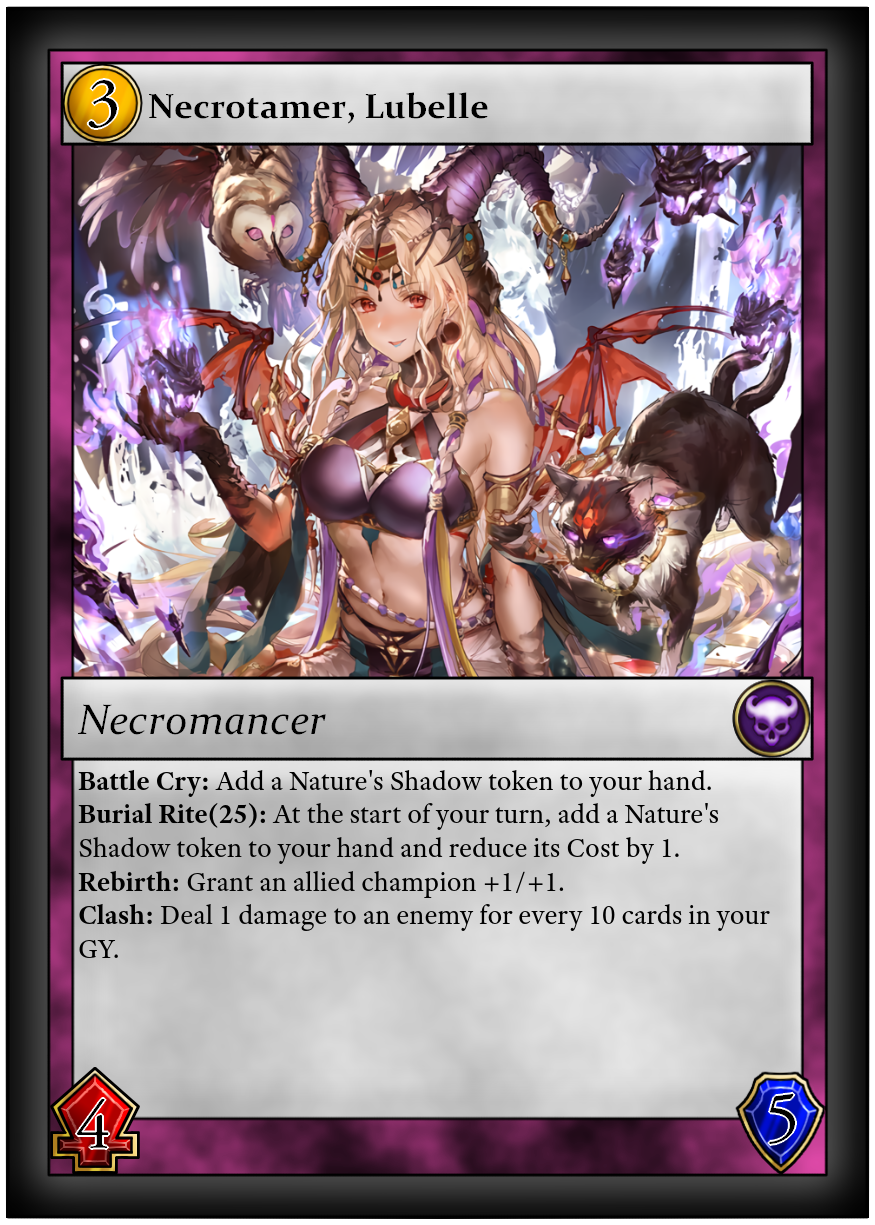 3
Necrotamer, Lubelle
Necromancer
Battle Cry: Add a Nature's Shadow token to your hand.
Burial Rite(25): At the start of your turn, add a Nature's
Shadow token to your hand and reduce its Cost by 1.
Rebirth: Grant an allied champion +1/+1.
Clash: Deal 1 damage to an enemy for every 10 cards in your
GY.
4
5